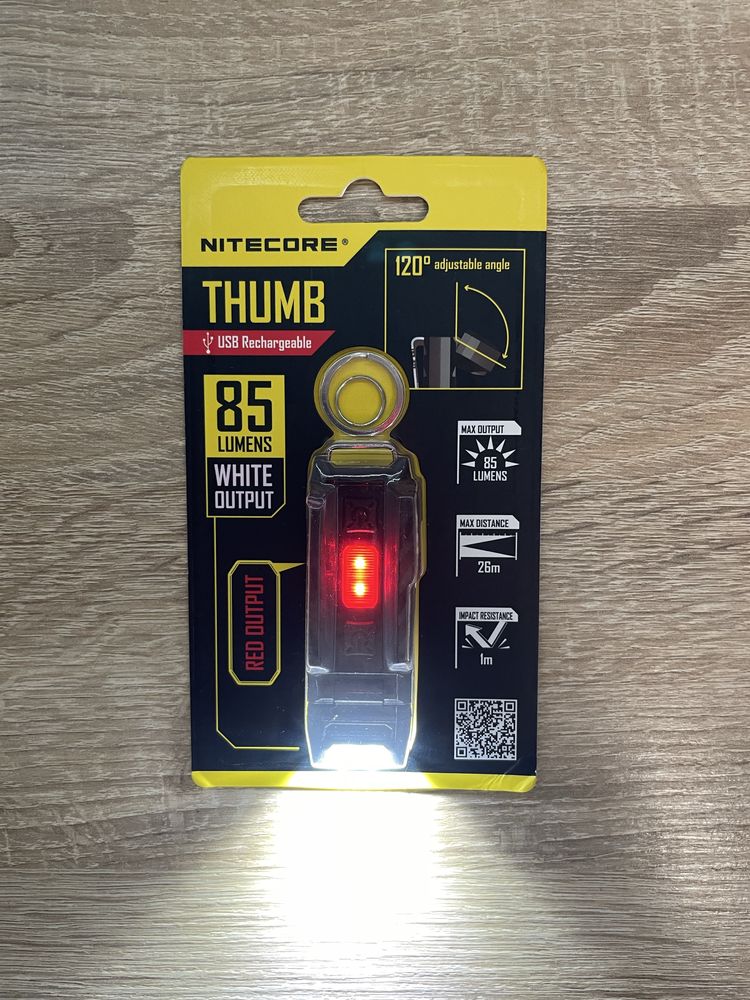 NITECORE®
THUMB
USB Rechargeable
120° adjustable angle
85
LUMENS
WHITE
OUTPUT
RED OUTPUT
MAX OUTPUT
85
LUMENS
MAX DISTANCE
26m
IMPACT RESISTANCE
1m